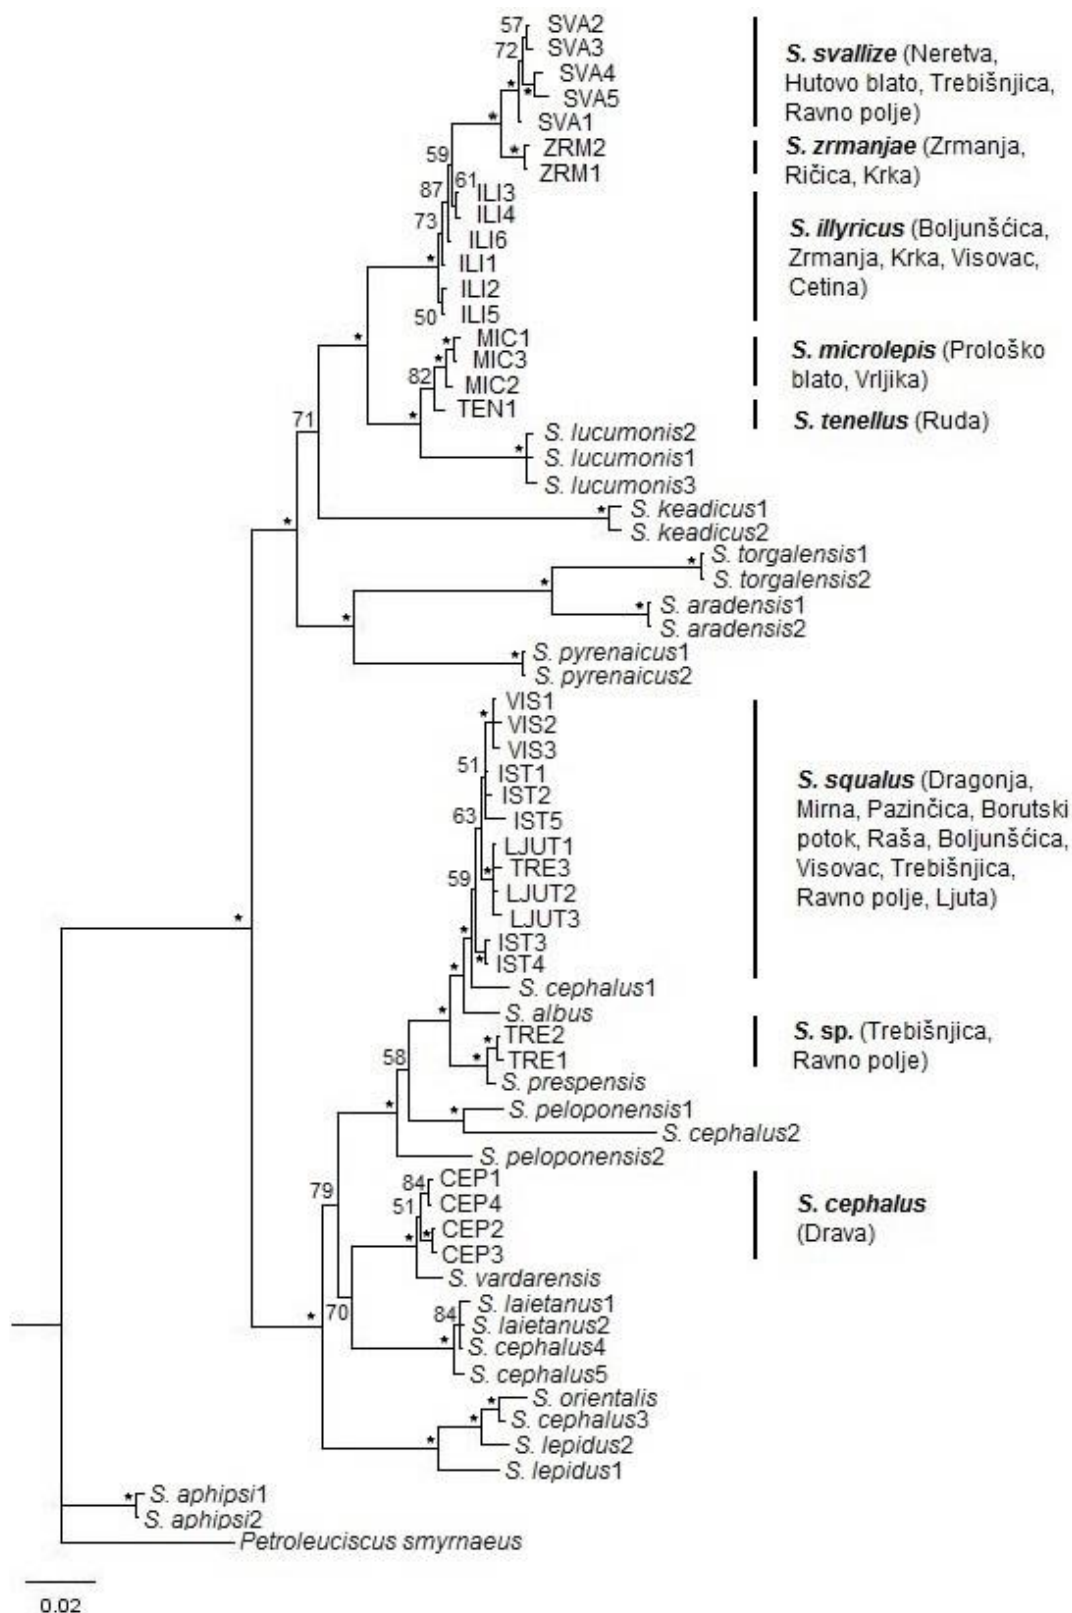 57
SVA2
72
SVA3
*
SVA4
*
SVA5
*
SVA1
*
ZRM2
59
ZRM1
87
61
ILI3
73
ILI4
ILI6
*
ILI1
ILI2
50
ILI5
*
*
MIC1
*
MIC3
82
MIC2
*
TEN1
71
*
S. lucumonis2
S. lucumonis1
S. lucumonis3
*
*
S. keadicus1
S. keadicus2
*
S. torgalensis1
*
S. torgalensis2
*
S. aradensis1
*
S. aradensis2
*
S. pyrenaicus1
S. pyrenaicus2
*
VIS1
VIS2
VIS3
51
IST1
IST2
63
IST5
LJUT1
*
TRE3
59
LJUT2
LJUT3
*
*
IST3
*
IST4
*
S. cephalus1
*
S. albus
*
TRE2
58
*
TRE1
S. prespensis
*
*
S. peloponensis1
S. cephalus2
S. peloponensis2
79
84
CEP1
51
CEP4
*
*
CEP2
CEP3
S. vardarensis
70
84
S. laietanus1
*
*
S. laietanus2
S. cephalus4
S. cephalus5
*
S. orientalis
*
S. cephalus3
*
S. lepidus2
S. lepidus1
*
S. aphipsi1
S. aphipsi2
Petroleuciscus smyrnaeus
0.02
S. svallize (Neretva,
Hutovo blato, Trebišnjica,
Ravno polje)
S. zrmanjae (Zrmanja,
Ričica, Krka)
S. illyricus (Boljunšćica,
Zrmanja, Krka, Visovac,
Cetina)
S. microlepis (Prološko
blato, Vrljika)
S. tenellus (Ruda)
S. squalus (Dragonja,
Mirna, Pazinčica, Borutski
potok, Raša, Boljunšćica,
Visovac, Trebišnjica,
Ravno polje, Ljuta)
S. sp. (Trebišnjica,
Ravno polje)
S. cephalus
(Drava)